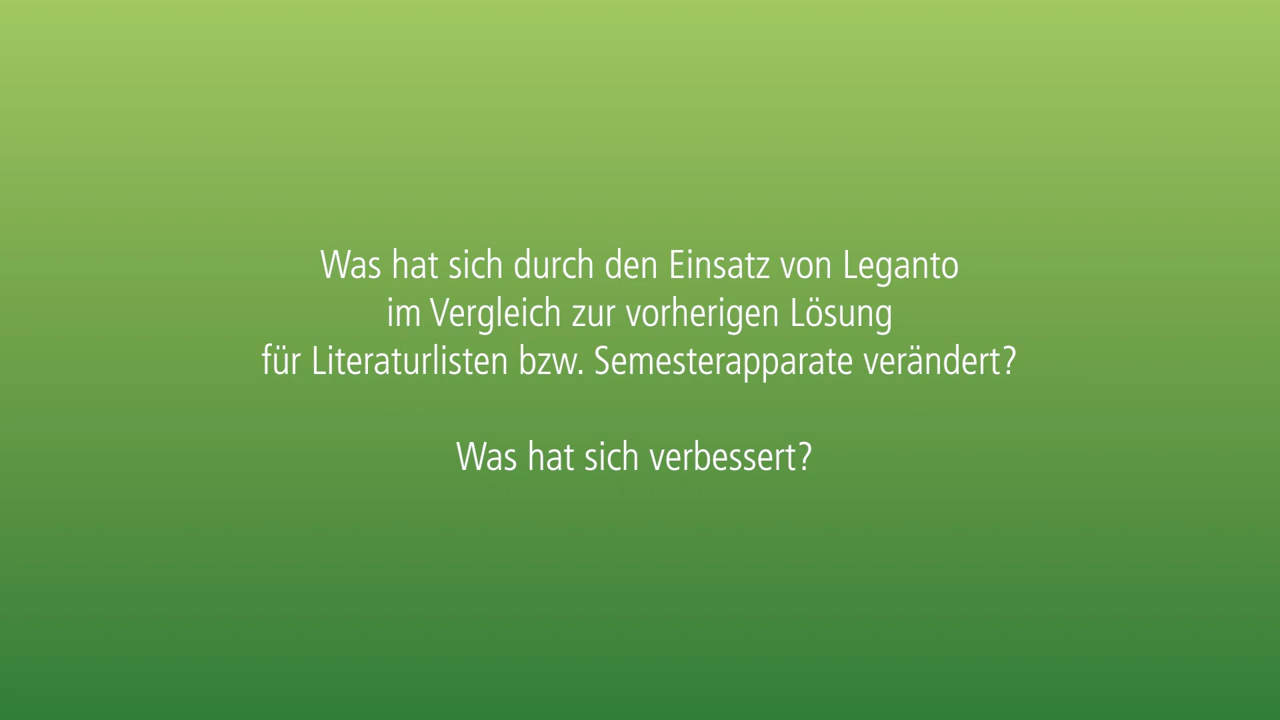 Was hat sich durch den Einsatz von Leganto
im Vergleich zur vorherigen Lösung
für Literaturlisten bzw. Semesterapparate verändert?
Was hat sich verbessert?